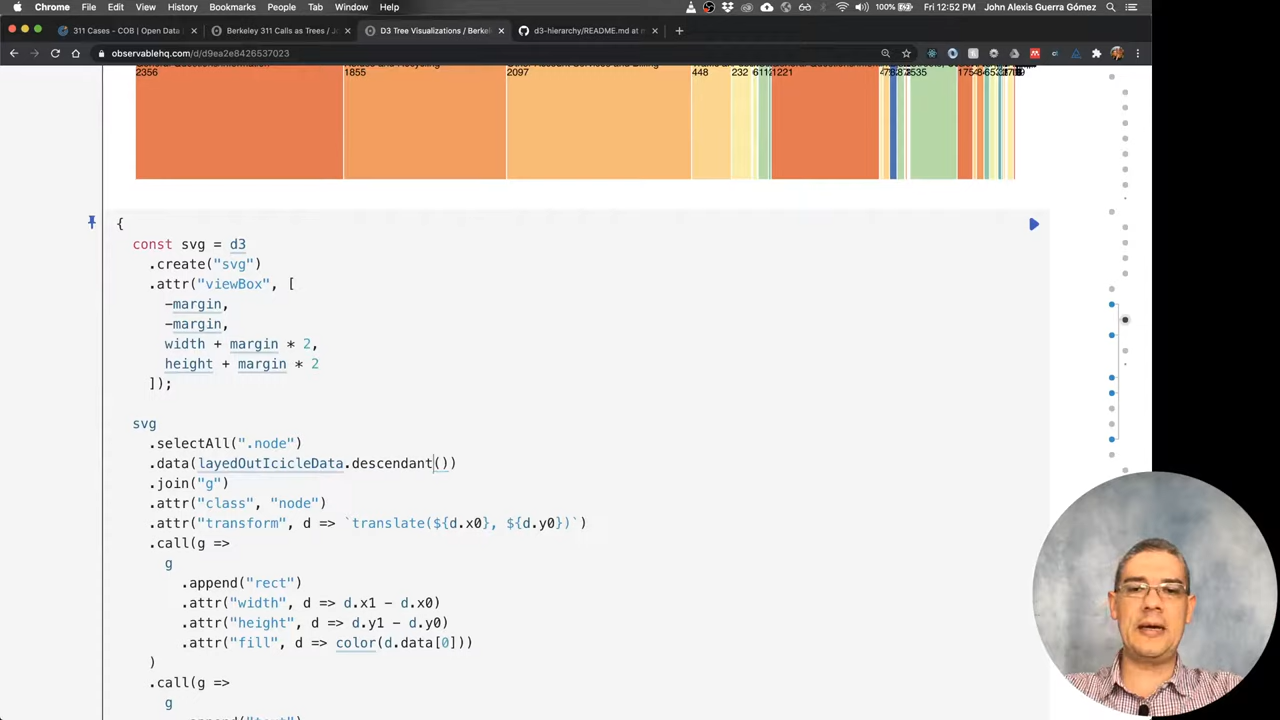 Chrome File Edit View History Bookmarks People Tab Window Help 100% Fri 12:52 PM John Alexis Guerra Gómez
311 Cases - COB | Open Data Berkeley 311 Calls as Trees / J D3 Tree Visualizations / Berke d3-hierarchy/README.md at
observablehq.com/d/d9ea2e8426537023
2356 1855 2097 448 232 1221 2535
{
const svg = d3
.create("svg")
.attr("viewBox", [
-margin,
-margin,
width + margin * 2,
height + margin * 2
]);
svg
.selectAll(".node")
.data(layedOutIcicleData.descendant())
.join("g")
.attr("class", "node")
.attr("transform", d => `translate(${d.x0}, ${d.y0})`)
.call(g =>
g
.append("rect")
.attr("width", d => d.x1 - d.x0)
.attr("height", d => d.y1 - d.y0)
.attr("fill", d => color(d.data[0]))
)
.call(g =>
g